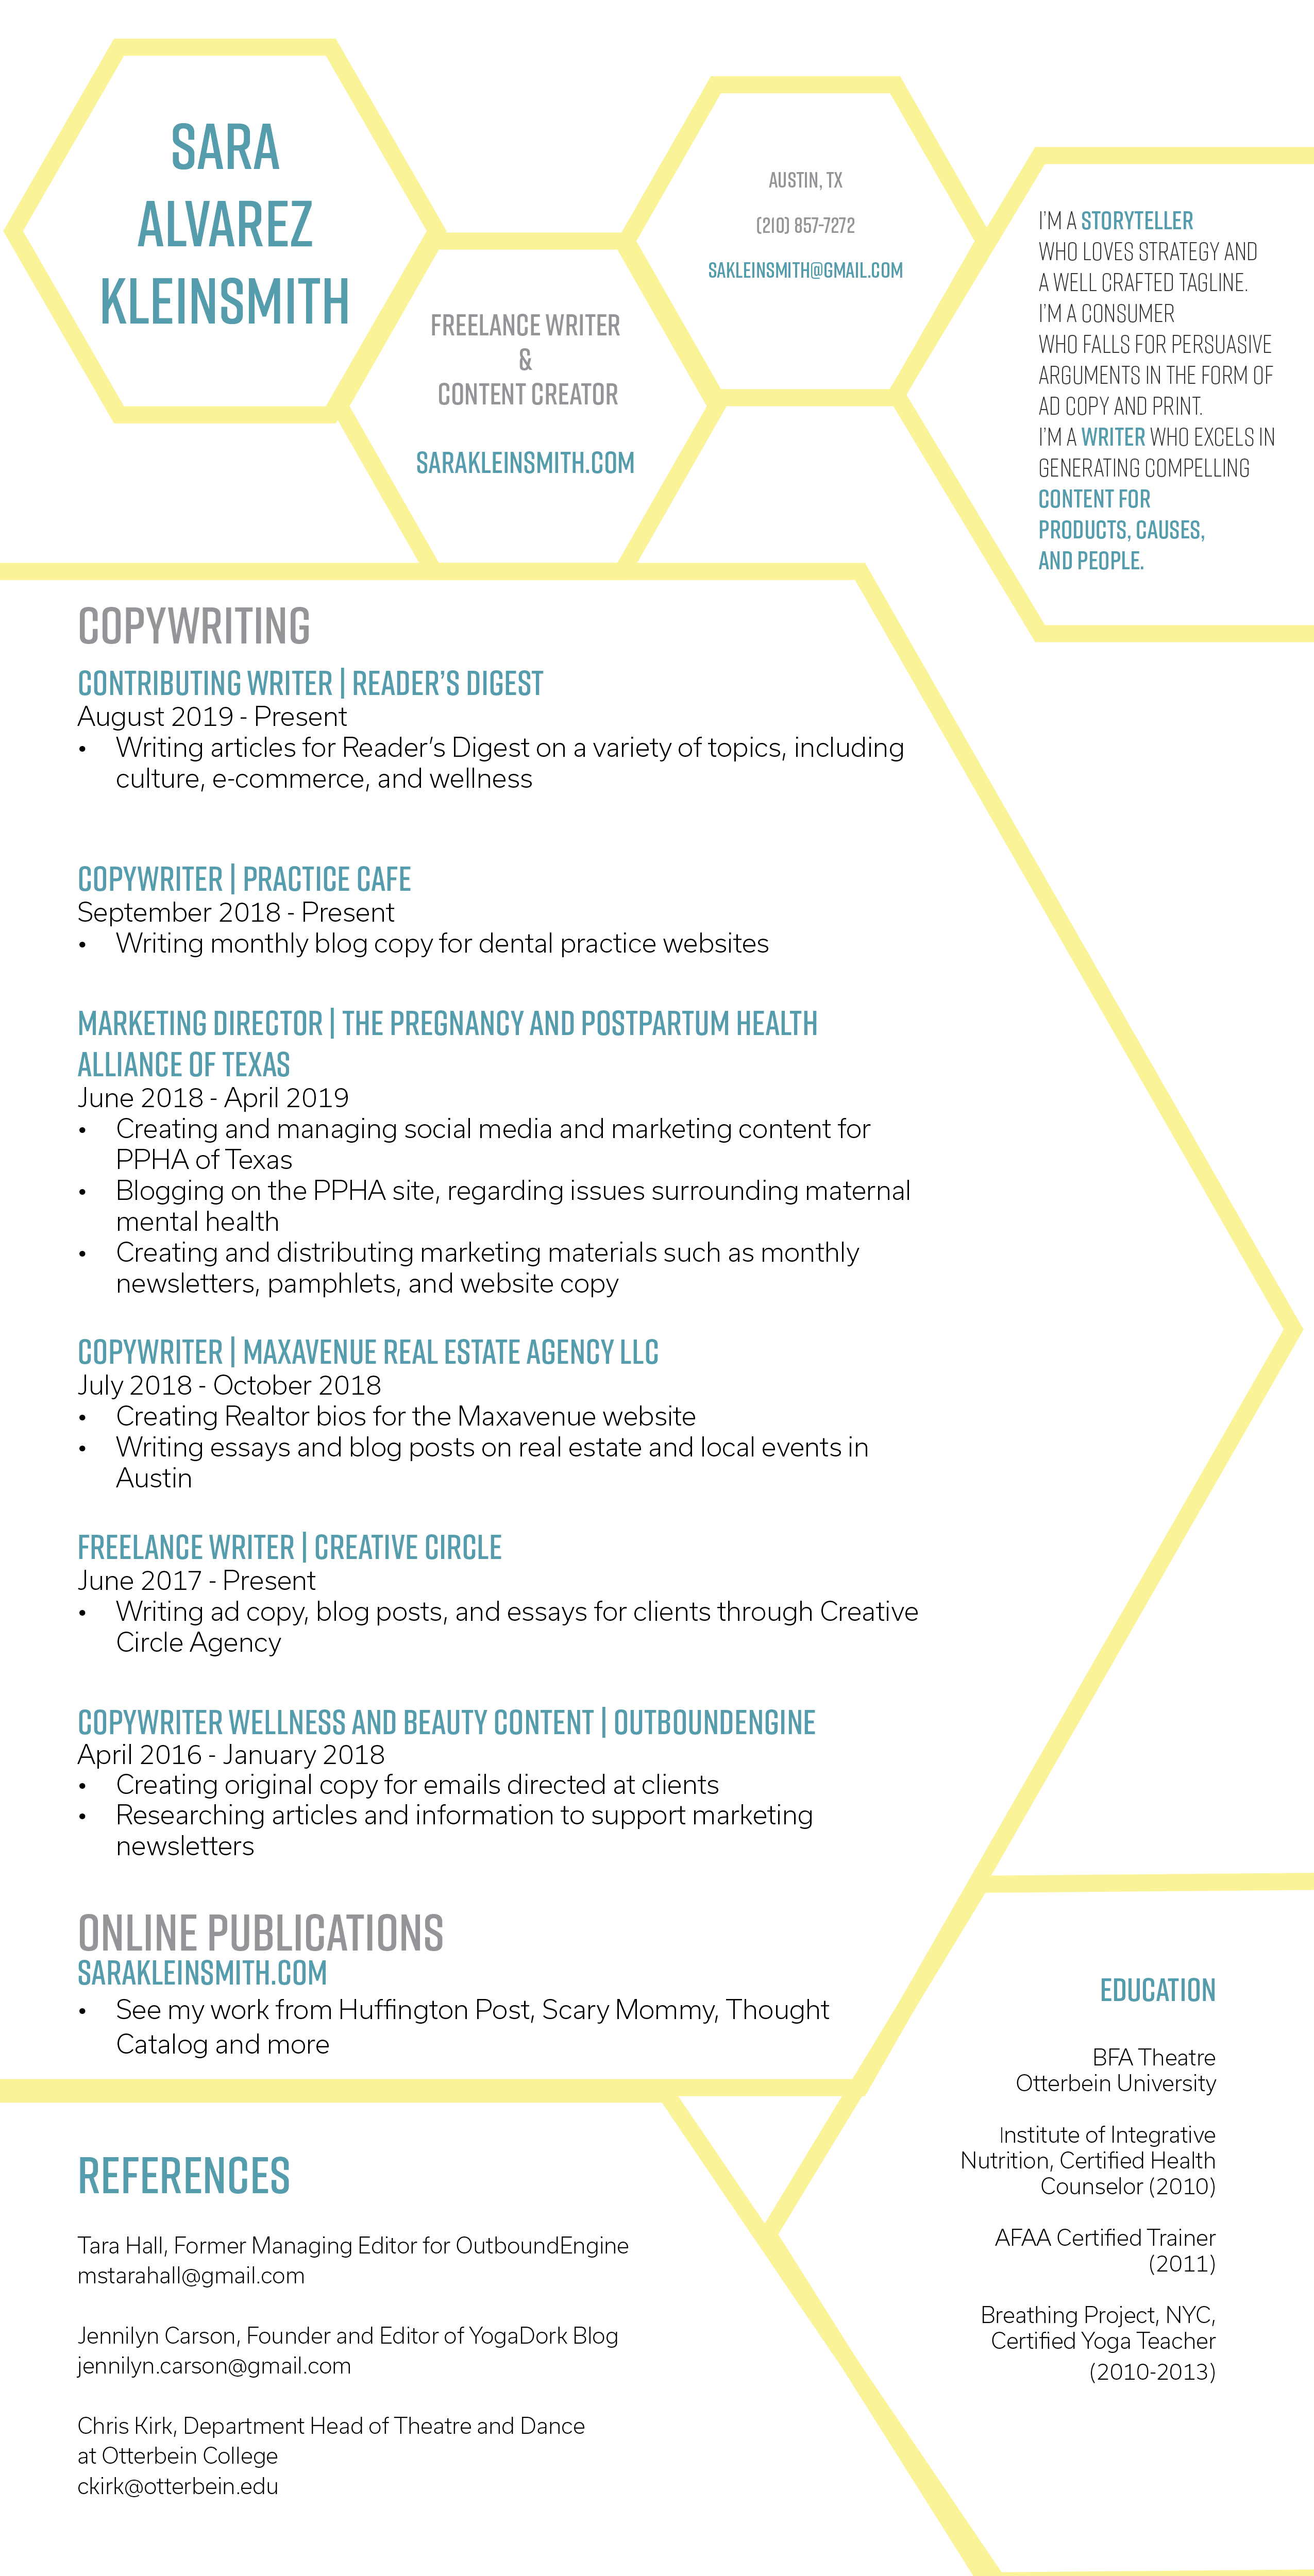 SARA
ALVAREZ
KLEINSMITH
FREELANCE WRITER
&
CONTENT CREATOR
SARAKLEINSMITH.COM
AUSTIN, TX
(210) 857-7272
SAKLEINSMITH@GMAIL.COM
I'M A STORYTELLER
WHO LOVES STRATEGY AND
A WELL CRAFTED TAGLINE.
I'M A CONSUMER
WHO FALLS FOR PERSUASIVE
ARGUMENTS IN THE FORM OF
AD COPY AND PRINT.
I'M A WRITER WHO EXCELS IN
GENERATING COMPELLING
CONTENT FOR
PRODUCTS, CAUSES,
AND PEOPLE.
COPYWRITING
CONTRIBUTING WRITER | READER'S DIGEST
August 2019 - Present
• Writing articles for Reader's Digest on a variety of topics, including
culture, e-commerce, and wellness
COPYWRITER | PRACTICE CAFE
September 2018 - Present
• Writing monthly blog copy for dental practice websites
MARKETING DIRECTOR | THE PREGNANCY AND POSTPARTUM HEALTH
ALLIANCE OF TEXAS
June 2018 - April 2019
• Creating and managing social media and marketing content for
PPHA of Texas
• Blogging on the PPHA site, regarding issues surrounding maternal
mental health
• Creating and distributing marketing materials such as monthly
newsletters, pamphlets, and website copy
COPYWRITER | MAXAVENUE REAL ESTATE AGENCY LLC
July 2018 - October 2018
• Creating Realtor bios for the Maxavenue website
• Writing essays and blog posts on real estate and local events in
Austin
FREELANCE WRITER | CREATIVE CIRCLE
June 2017 - Present
• Writing ad copy, blog posts, and essays for clients through Creative
Circle Agency
COPYWRITER WELLNESS AND BEAUTY CONTENT | OUTBOUNDENGINE
April 2016 - January 2018
• Creating original copy for emails directed at clients
• Researching articles and information to support marketing
newsletters
ONLINE PUBLICATIONS
SARAKLEINSMITH.COM
• See my work from Huffington Post, Scary Mommy, Thought
Catalog and more
EDUCATION
BFA Theatre
Otterbein University
Institute of Integrative
Nutrition, Certified Health
Counselor (2010)
AFAA Certified Trainer
(2011)
Breathing Project, NYC,
Certified Yoga Teacher
(2010-2013)
REFERENCES
Tara Hall, Former Managing Editor for OutboundEngine
mstarahall@gmail.com
Jennilyn Carson, Founder and Editor of YogaDork Blog
jennilyn.carson@gmail.com
Chris Kirk, Department Head of Theatre and Dance
at Otterbein College
ckirk@otterbein.edu